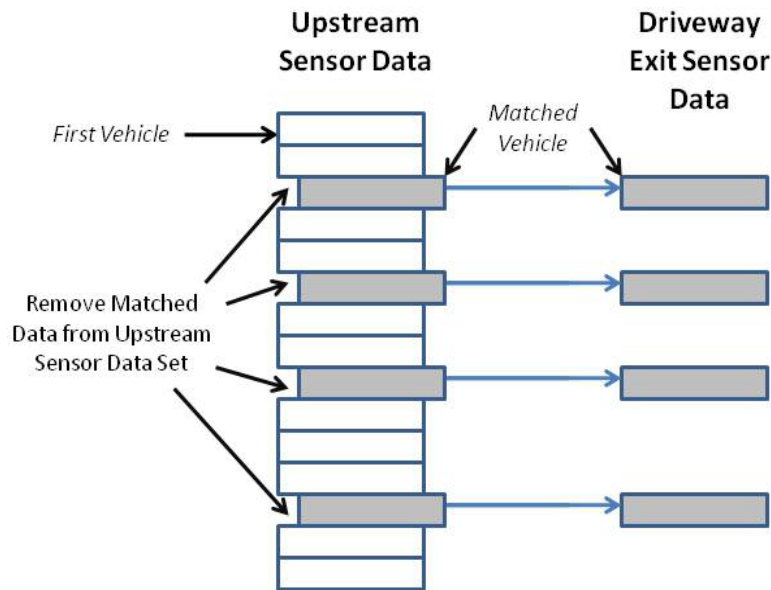 Upstream
Sensor Data
Driveway
Exit Sensor
Data
First Vehicle
Matched
Vehicle
Remove Matched
Data from Upstream
Sensor Data Set